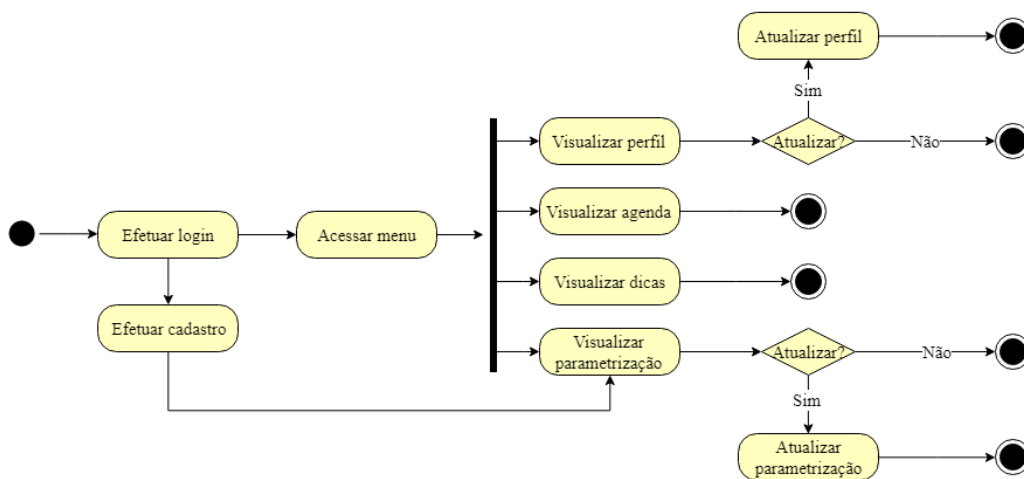 Atualizar perfil
Sim
Visualizar perfil
Atualizar?
Não
Visualizar agenda
Efetuar login
Acessar menu
Visualizar dicas
Efetuar cadastro
Visualizar
parametrização
Atualizar?
Não
Sim
Atualizar
parametrização